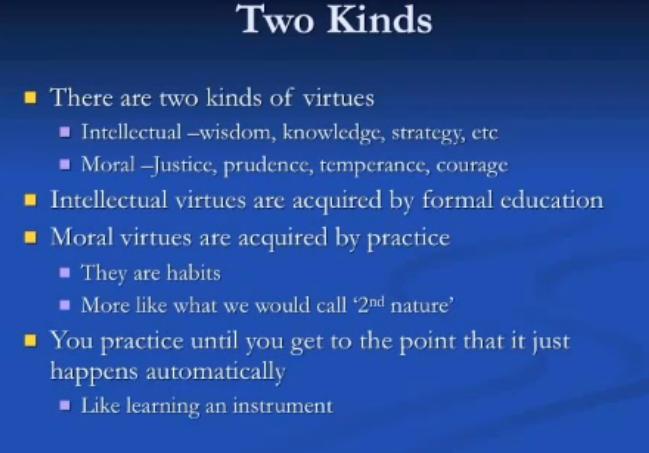 Two Kinds
There are two kinds of virtues
Intellectual –wisdom, knowledge, strategy, etc
Moral –Justice, prudence, temperance, courage
Intellectual virtues are acquired by formal education
Moral virtues are acquired by practice
They are habits
More like what we would call ‘2nd nature’
You practice until you get to the point that it just
happens automatically
Like learning an instrument